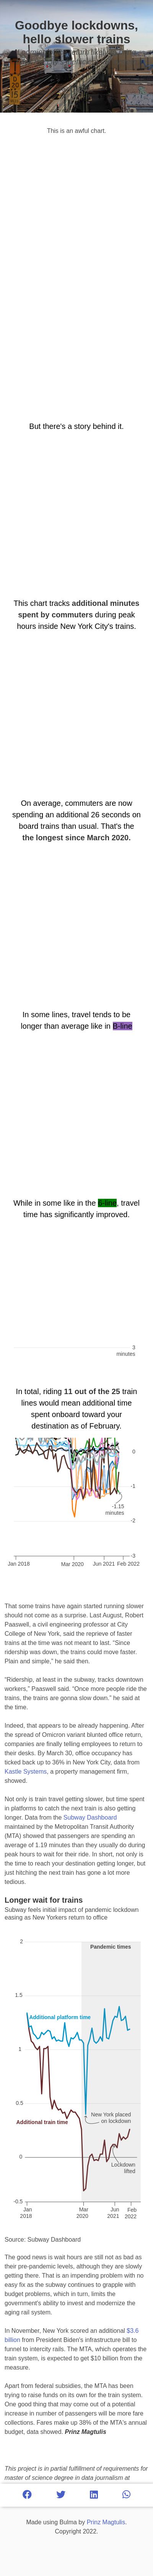 Goodbye lockdowns,
hello slower trains
This is an awful chart.
But there's a story behind it.
This chart tracks additional minutes
spent by commuters during peak
hours inside New York City's trains.
On average, commuters are now
spending an additional 26 seconds on
board trains than usual. That's the
the longest since March 2020.
In some lines, travel tends to be
longer than average like in B-line
While in some like in the
travel
time has significantly improved.
3
minutes
In total, riding 11 out of the 25 train
lines would mean additional time
spent onboard toward your
destination as of February.
0
-1
-1.15
minutes
-2
-3
Jan 2018 Mar 2020 Jun 2021 Feb 2022
That some trains have again started running slower
should not come as a surprise. Last August, Robert
Paaswell, a civil engineering professor at City
College of New York, said the reprieve of faster
trains at the time was not meant to last. “Since
ridership was down, the trains could move faster.
Plain and simple,” he said then.
“Ridership, at least in the subway, tracks downtown
workers,” Paaswell said. “Once more people ride the
trains, the trains are gonna slow down.” he said at
the time.
Indeed, that appears to be already happening. After
the spread of Omicron variant blunted office return,
companies are finally telling employees to return to
their desks. By March 30, office occupancy has
ticked back up to 36% in New York City, data from
Kastle Systems, a property management firm,
showed.
Not only is train travel getting slower, but time spent
in platforms to catch the next train is also getting
longer. Data from the Subway Dashboard
maintained by the Metropolitan Transit Authority
(MTA) showed that passengers are spending an
average of 1.19 minutes than they usually do during
peak hours to wait for their ride. In short, not only is
the time to reach your destination getting longer, but
just hitching the next train has gone a lot more
tedious.
Longer wait for trains
Subway feels initial impact of pandemic lockdown
easing as New Yorkers return to office
2
Pandemic times
1.5
Additional platform time
1
0.5
New York placed
on lockdown
Additional train time
0
Lockdown
lifted
-0.5
Jan
2018
Mar
2020
Jun
2021
Feb
2022
Source: Subway Dashboard
The good news is wait hours are still not as bad as
their pre-pandemic levels, although they are slowly
getting there. That is an impending problem with no
easy fix as the subway continues to grapple with
budget problems, which in turn, limits the
government's ability to innovate and modernize the
aging rail system.
In November, New York scored an additional $3.6
billion from President Biden's infrastructure bill to
funnel to intercity rails. The MTA, which operates the
train system, is expected to get $10 billion from the
measure.
Apart from federal subsidies, the MTA has been
trying to raise funds on its own for the train system.
One thing that may come out of a potential
increase in number of passengers will be more fare
collections. Fares make up 38% of the MTA's annual
budget, data showed. Prinz Magtulis
This project is in partial fulfillment of requirements for
master of science degree in data journalism at
Made using Bulma by Prinz Magtulis.
Copyright 2022.